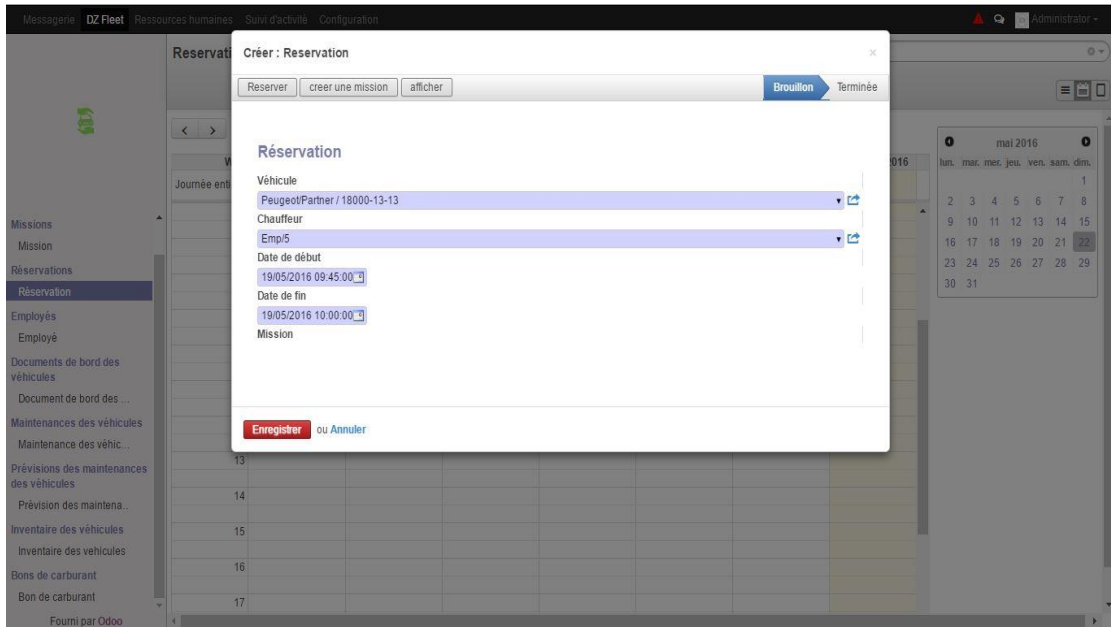 Messagerie DZ Fleet Ressources humaines Suivi d'activité Configuration Administrator
Reservati
Créer : Reservation ×
Reserver creer une mission afficher Brouillon Terminée
Réservation
Véhicule
Peugeot/Partner / 18000-13-13
Chauffeur
Emp/5
Date de début
19/05/2016 09:45:00
Date de fin
19/05/2016 10:00:00
Mission
Enregistrer ou Annuler
W
2016
Journée enti
13
14
15
16
17
mai 2016
lun. mar. mer. jeu. ven. sam. dim.
1
2 3 4 5 6 7 8
9 10 11 12 13 14 15
16 17 18 19 20 21 22
23 24 25 26 27 28 29
30 31
Missions
Mission
Réservations
Réservation
Employés
Employé
Documents de bord des
véhicules
Document de bord des ...
Maintenances des véhicules
Maintenance des véhic...
Prévisions des maintenances
des véhicules
Prévision des maintena..
Inventaire des véhicules
Inventaire des vehicules
Bons de carburant
Bon de carburant
Fourni par Odoo